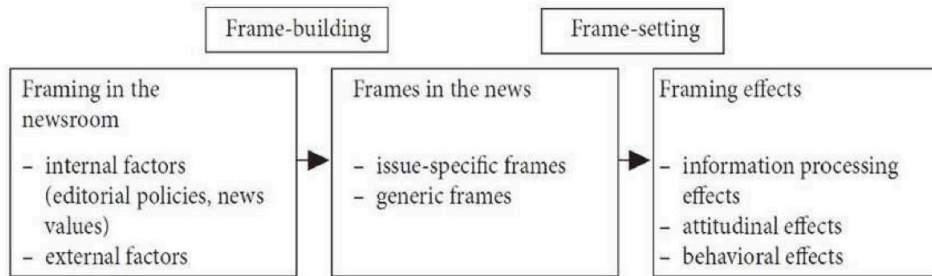 Frame-building
Frame-setting
Framing in the
newsroom
– internal factors
(editorial policies, news
values)
– external factors
Frames in the news
– issue-specific frames
– generic frames
Framing effects
– information processing
effects
– attitudinal effects
– behavioral effects